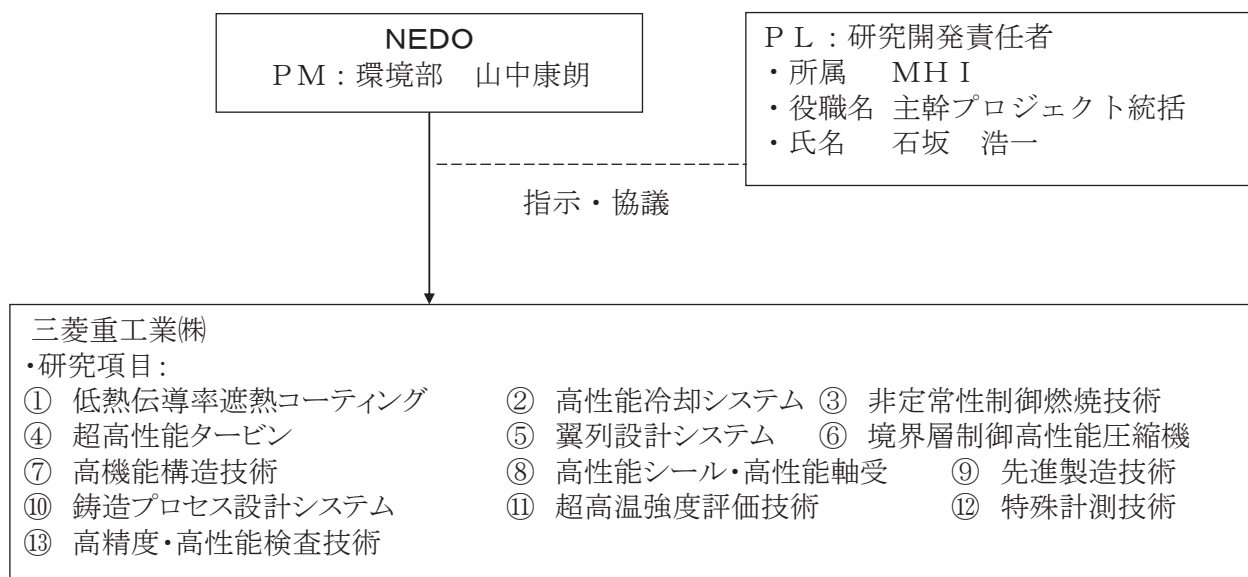 NEDO
PM:環境部 山中康朗
PL:研究開発責任者
・所属 MHI
・役職名 主幹プロジェクト統括
・氏名 石坂 浩一
指示・協議
三菱重工業㈱
・研究項目:
① 低熱伝導率遮熱コーティング ② 高性能冷却システム ③ 非定常性制御燃焼技術
④ 超高性能タービン ⑤ 翼列設計システム ⑥ 境界層制御高性能圧縮機
⑦ 高機能構造技術 ⑧ 高性能シール・高性能軸受 ⑨ 先進製造技術
⑩ 鋳造プロセス設計システム ⑪ 超高温強度評価技術 ⑫ 特殊計測技術
⑬ 高精度・高性能検査技術